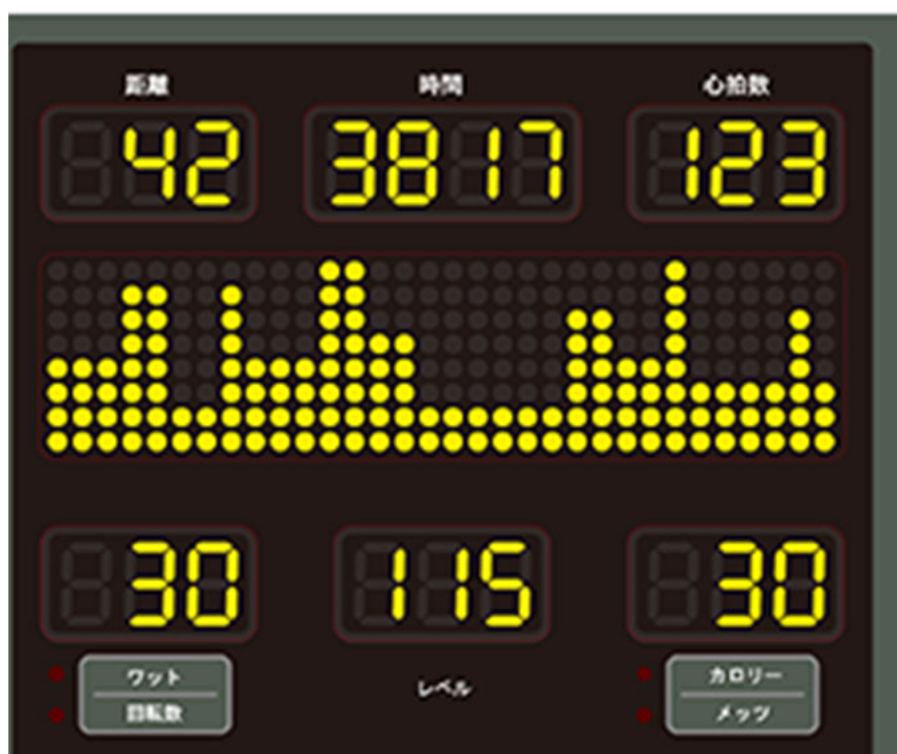 距離 時間 心拍数
42 3817 123
30 115 30
ワット レベル カロリー
回転数 メッツ